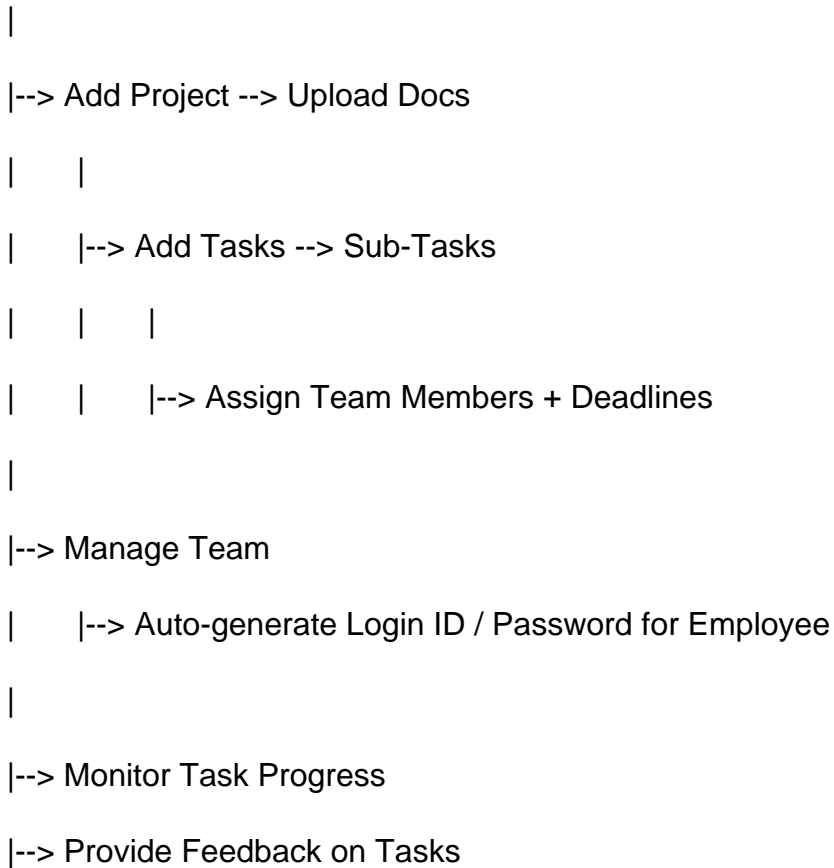 |
|--> Add Project --> Upload Docs
|     |
|     |--> Add Tasks --> Sub-Tasks
|     |     |
|     |     |--> Assign Team Members + Deadlines
|
|--> Manage Team
|     |--> Auto-generate Login ID / Password for Employee
|
|--> Monitor Task Progress
|--> Provide Feedback on Tasks